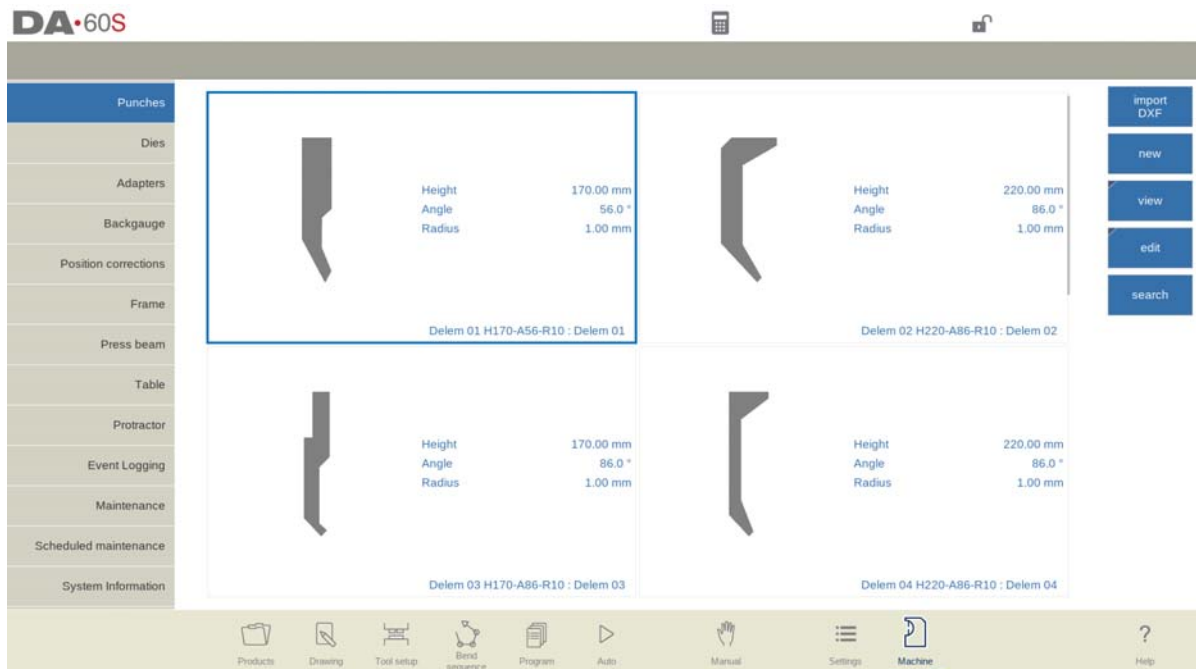 DA•60S
Punches
Dies
Adapters
Backgauge
Position corrections
Frame
Press beam
Table
Protractor
Event Logging
Maintenance
Scheduled maintenance
System Information
Height 170.00 mm
Angle 56.0 °
Radius 1.00 mm
Delem 01 H170-A56-R10 : Delem 01
Height 220.00 mm
Angle 86.0 °
Radius 1.00 mm
Delem 02 H220-A86-R10 : Delem 02
Height 170.00 mm
Angle 86.0 °
Radius 1.00 mm
Delem 03 H170-A86-R10 : Delem 03
Height 220.00 mm
Angle 86.0 °
Radius 1.00 mm
Delem 04 H220-A86-R10 : Delem 04
import
DXF
new
view
edit
search
Products
Drawing
Tool setup
Bend
sequence
Program
Auto
Manual
Settings
Machine
?
Help